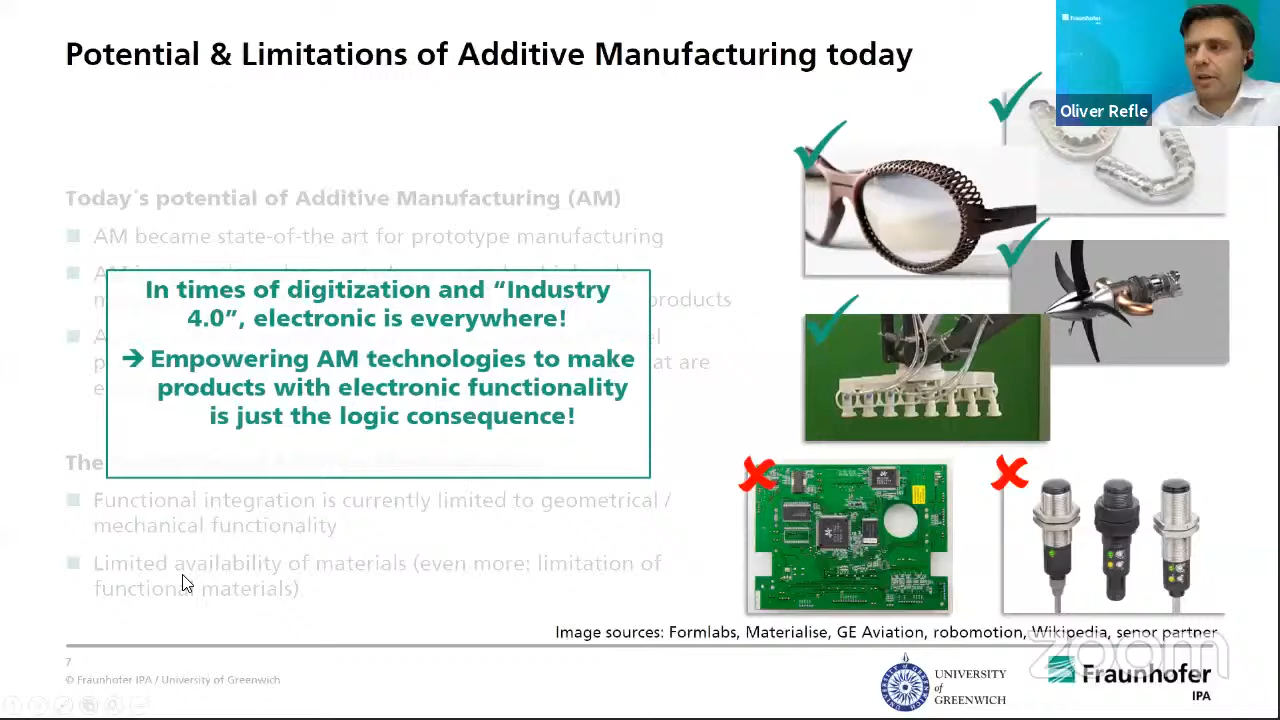 Potential & Limitations of Additive Manufacturing today
Fraunhofer
IPA
Oliver Refle
Today's potential of Additive Manufacturing (AM)
AM became state-of-the art for prototype manufacturing
products
at are
In times of digitization and “Industry
4.0”, electronic is everywhere!
➔ Empowering AM technologies to make
products with electronic functionality
is just the logic consequence!
The
Functional integration is currently limited to geometrical /
mechanical functionality
Limited availability of materials (even more: limitation of
functional materials)
Image sources: Formlabs, Materialise, GE Aviation, robomotion, Wikipedia, senor partner
zoom
7
© Fraunhofer IPA / University of Greenwich
UNIVERSITY
of
GREENWICH
Fraunhofer
IPA